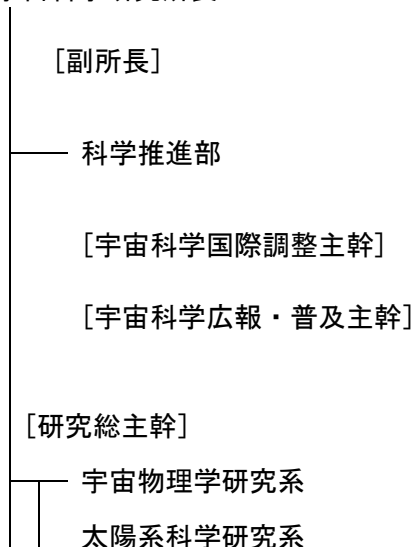 [副所長]
科学推進部
[宇宙科学国際調整主幹]
[宇宙科学広報・普及主幹]
[研究総主幹]
宇宙物理学研究系
太陽系科学研究系